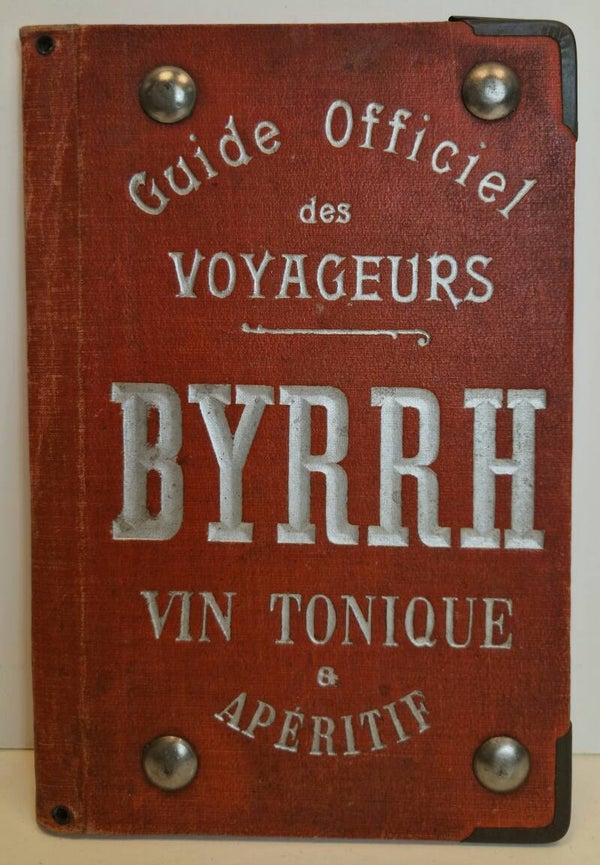 Guide Officiel
des
VOYAGEURS
BYRRH
VIN TONIQUE
&
APÉRITIF